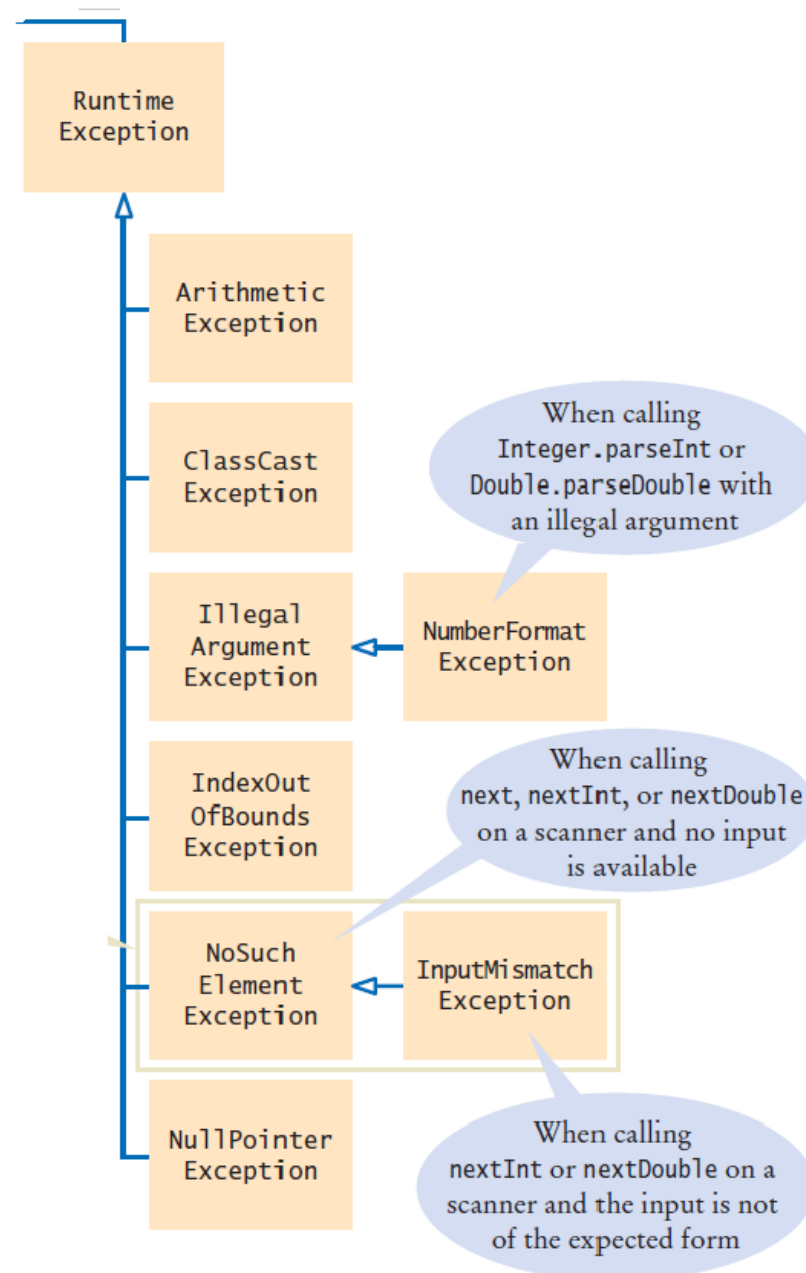 Runtime
Exception
Arithmetic
Exception
ClassCast
Exception
When calling
Integer.parseInt or
Double.parseDouble with
an illegal argument
Illegal
Argument
Exception
NumberFormat
Exception
IndexOut
OfBounds
Exception
When calling
next, nextInt, or nextDouble
on a scanner and no input
is available
NoSuch
Element
Exception
InputMismatch
Exception
NullPointer
Exception
When calling
nextInt or nextDouble on a
scanner and the input is not
of the expected form